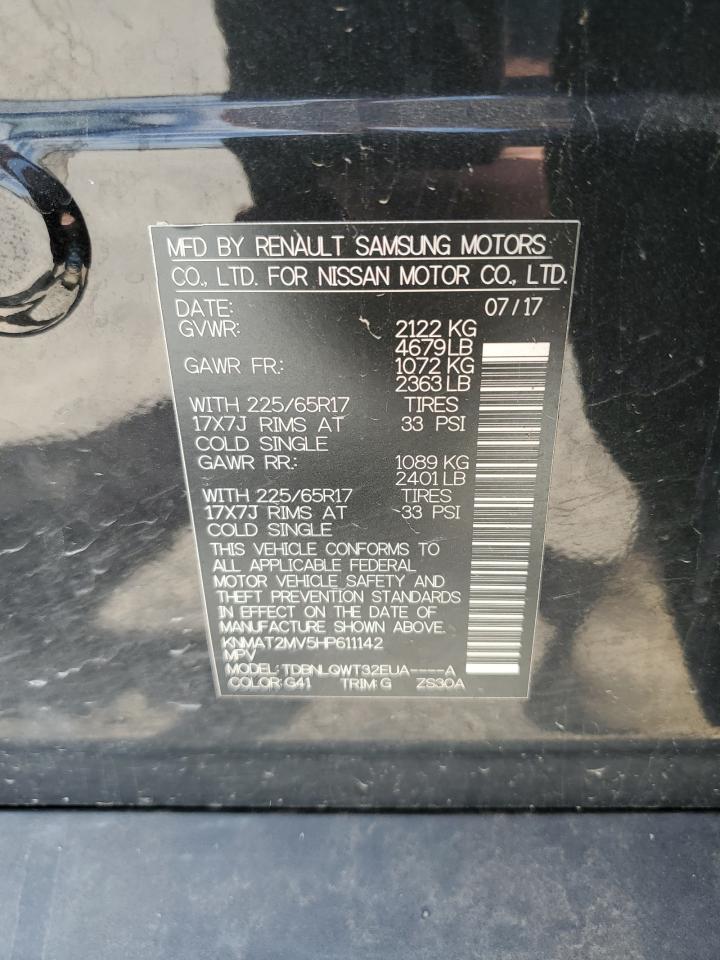 MFD BY RENAULT SAMSUNG MOTORS
CO., LTD. FOR NISSAN MOTOR CO., LTD.
DATE: 07/17
GVWR: 2122 KG
4679 LB
GAWR FR: 1072 KG
2363 LB
WITH 225/65R17 TIRES
17X7J RIMS AT 33 PSI
COLD SINGLE
GAWR RR: 1089 KG
2401 LB
WITH 225/65R17 TIRES
17X7J RIMS AT 33 PSI
COLD SINGLE
THIS VEHICLE CONFORMS TO
ALL APPLICABLE FEDERAL
MOTOR VEHICLE SAFETY AND
THEFT PREVENTION STANDARDS
IN EFFECT ON THE DATE OF
MANUFACTURE SHOWN ABOVE.
KNMAT2MV5HP611142
MPV
MODEL: TDBNLQWT32EUA----A
COLOR: G41 TRIM: G ZS30A